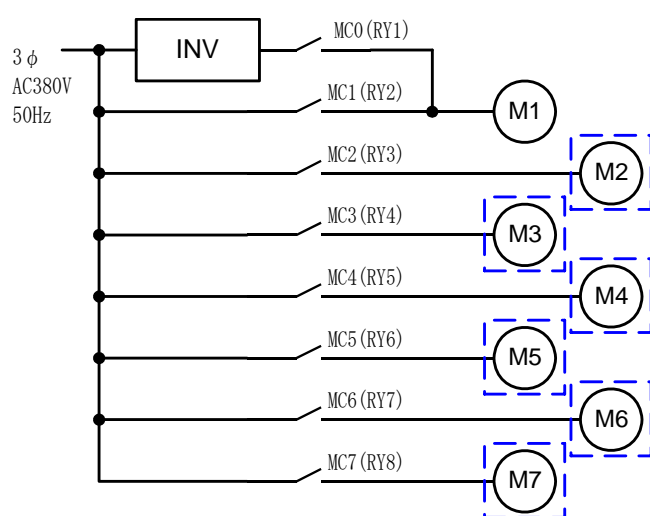 INV
MC0(RY1)
3φ
AC380V
50Hz
MC1(RY2)
M1
MC2(RY3)
M2
MC3(RY4)
M3
MC4(RY5)
M4
MC5(RY6)
M5
MC6(RY7)
M6
MC7(RY8)
M7